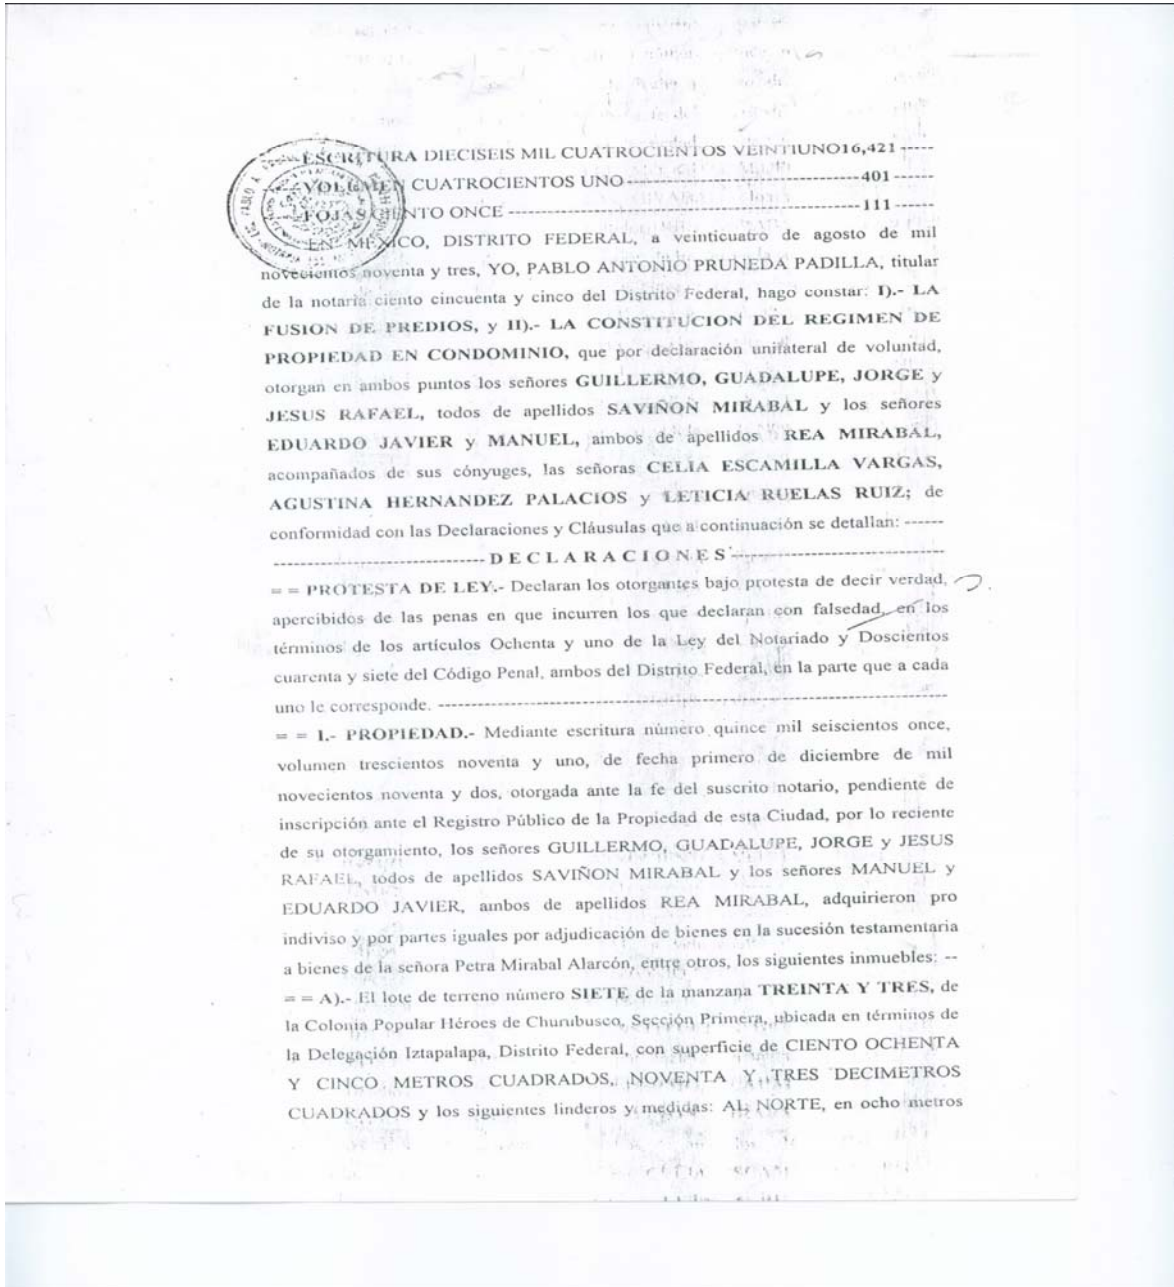 ESCRITURA DIECISEIS MIL CUATROCIENTOS VEINTIUNO16,421 -----
VOLUMEN CUATROCIENTOS UNO ----------------------------------------401 ------
FOJAS CIENTO ONCE ------------------------------------------------------------111 ------
EN MEXICO, DISTRITO FEDERAL, a veinticuatro de agosto de mil
novecientos noventa y tres, YO, PABLO ANTONIO PRUNEDA PADILLA, titular
de la notaría ciento cincuenta y cinco del Distrito Federal, hago constar: I).- LA
FUSION DE PREDIOS, y II).- LA CONSTITUCION DEL REGIMEN DE
PROPIEDAD EN CONDOMINIO, que por declaración unilateral de voluntad,
otorgan en ambos puntos los señores GUILLERMO, GUADALUPE, JORGE y
JESUS RAFAEL, todos de apellidos SAVIÑON MIRABAL y los señores
EDUARDO JAVIER y MANUEL, ambos de apellidos REA MIRABAL,
acompañados de sus cónyuges, las señoras CELIA ESCAMILLA VARGAS,
AGUSTINA HERNANDEZ PALACIOS y LETICIA RUELAS RUIZ; de
conformidad con las Declaraciones y Cláusulas que a continuación se detallan: ------
------------------------------ D E C L A R A C I O N E S ------------------------------
= = PROTESTA DE LEY.- Declaran los otorgantes bajo protesta de decir verdad,
apercibidos de las penas en que incurren los que declaran con falsedad, en los
términos de los artículos Ochenta y uno de la Ley del Notariado y Doscientos
cuarenta y siete del Código Penal, ambos del Distrito Federal, en la parte que a cada
uno le corresponde. ------------------------------------------------------------
= = I.- PROPIEDAD.- Mediante escritura número quince mil seiscientos once,
volumen trescientos noventa y uno, de fecha primero de diciembre de mil
novecientos noventa y dos, otorgada ante la fe del suscrito notario, pendiente de
inscripción ante el Registro Público de la Propiedad de esta Ciudad, por lo reciente
de su otorgamiento, los señores GUILLERMO, GUADALUPE, JORGE y JESUS
RAFAEL, todos de apellidos SAVIÑON MIRABAL y los señores MANUEL y
EDUARDO JAVIER, ambos de apellidos REA MIRABAL, adquirieron pro
indiviso y por partes iguales por adjudicación de bienes en la sucesión testamentaria
a bienes de la señora Petra Mirabal Alarcón, entre otros, los siguientes inmuebles: --
= = A).- El lote de terreno número SIETE de la manzana TREINTA Y TRES, de
la Colonia Popular Héroes de Churubusco, Sección Primera, ubicada en términos de
la Delegación Iztapalapa, Distrito Federal, con superficie de CIENTO OCHENTA
Y CINCO METROS CUADRADOS, NOVENTA Y TRES DECIMETROS
CUADRADOS y los siguientes linderos y medidas: AL NORTE, en ocho metros